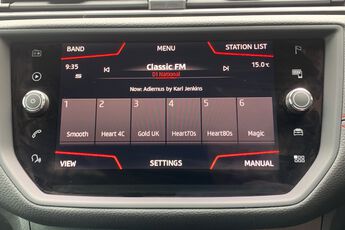 BAND MENU STATION LIST
9:35 Classic FM 15.0°c
D1 National
Now: Adiemus by Karl Jenkins
1 2 3 4 5 6
Smooth Heart 4C Gold UK Heart70s Heart80s Magic
VIEW SETTINGS MANUAL